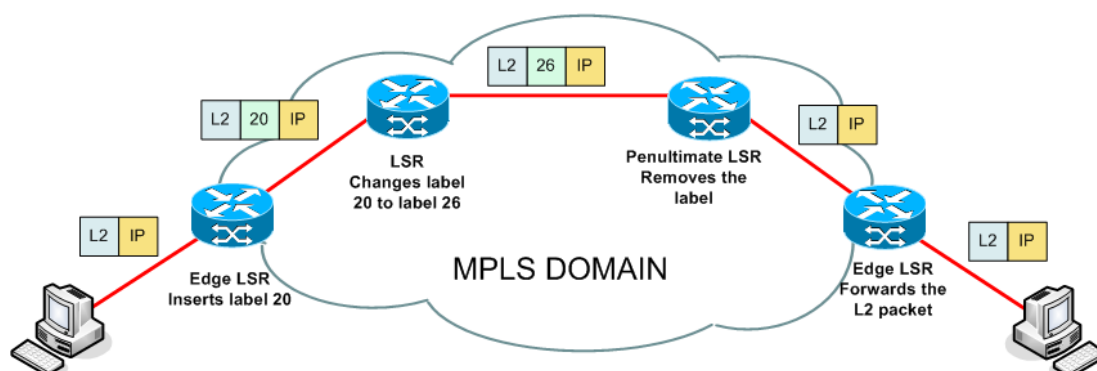 L2 26 IP
L2 20 IP
L2 IP
LSR
Changes label
20 to label 26
Penultimate LSR
Removes the
label
L2 IP
Edge LSR
Inserts label 20
MPLS DOMAIN
L2 IP
Edge LSR
Forwards the
L2 packet